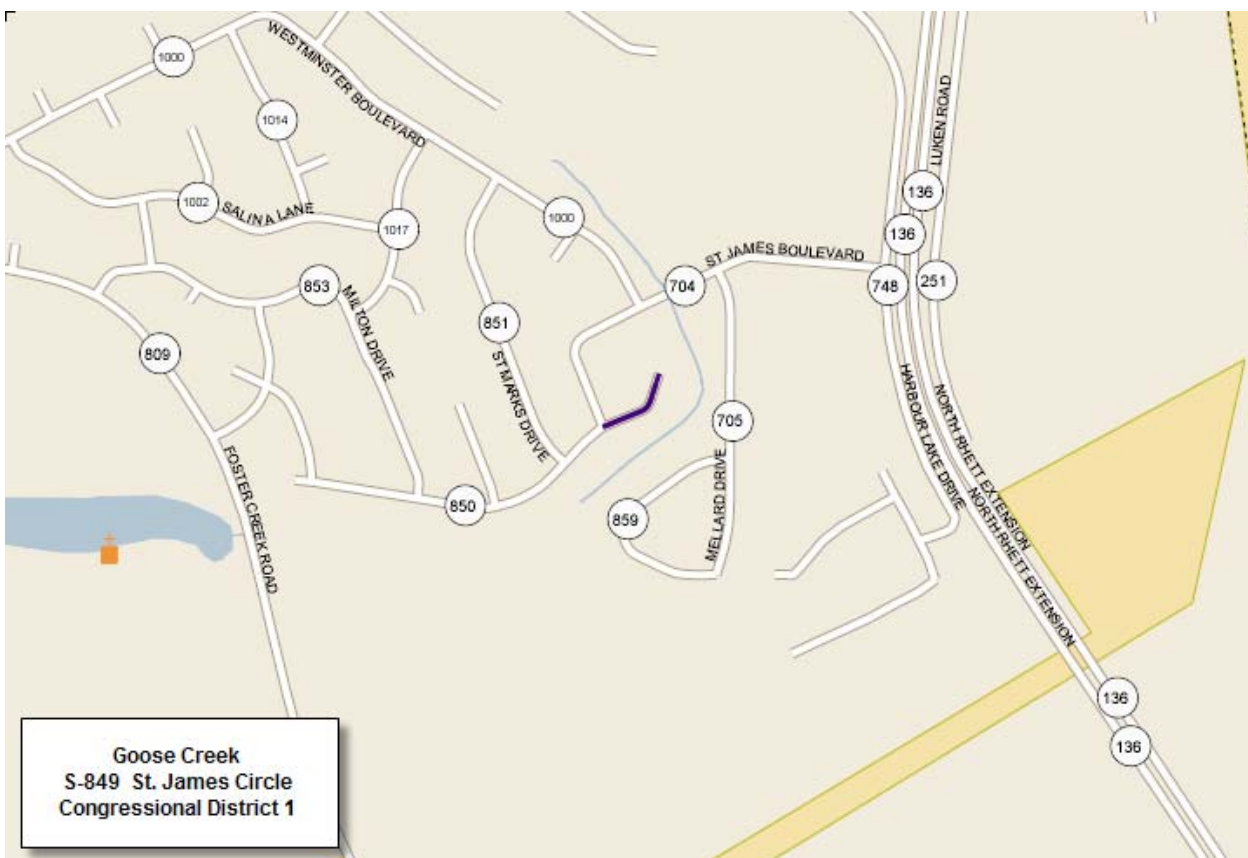 1000
WESTMINSTER BOULEVARD
1014
LUKEN ROAD
136
1002
SALINA LANE
1017
1000
136
ST JAMES BOULEVARD
704
748
251
853
MILTON DRIVE
851
ST MARKS DRIVE
809
HARBOUR LAKE DRIVE
NORTH RHETT EXTENSION
NORTH RHETT EXTENSION
705
MELLARD DRIVE
FOSTER CREEK ROAD
850
859
136
136
Goose Creek
S-849 St. James Circle
Congressional District 1